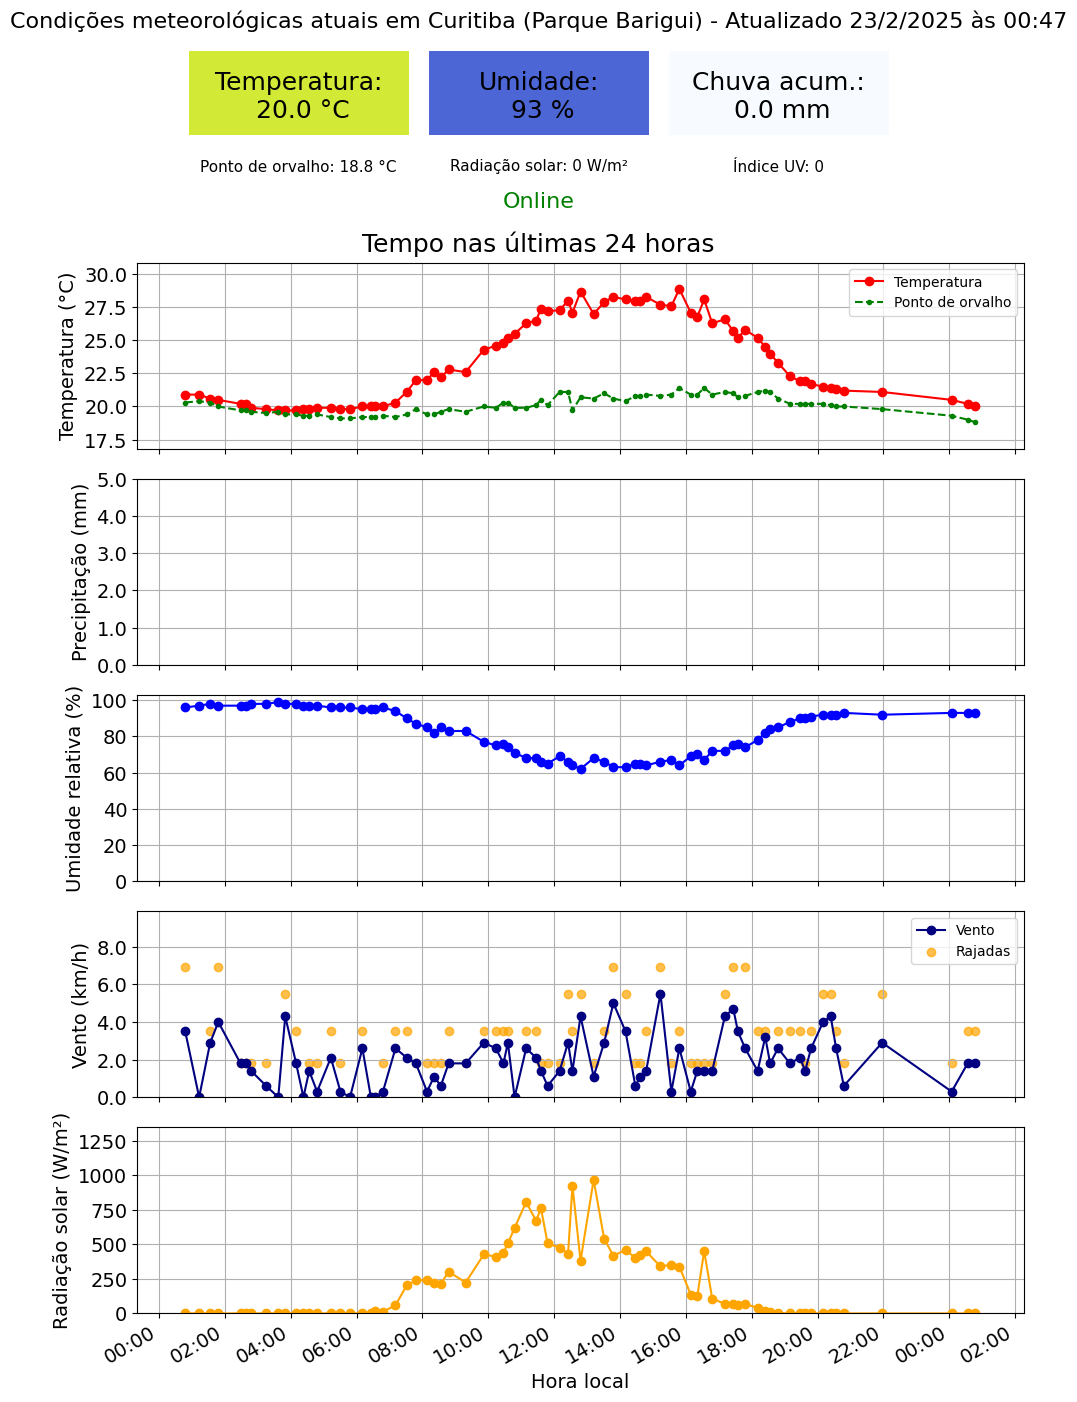 Condições meteorológicas atuais em Curitiba (Parque Barigui) - Atualizado 23/2/2025 às 00:47
Temperatura:
20.0 °C
Umidade:
93 %
Chuva acum.:
0.0 mm
Ponto de orvalho: 18.8 °C
Radiação solar: 0 W/m²
Índice UV: 0
Online
Tempo nas últimas 24 horas
Temperatura (°C)
30.0
27.5
25.0
22.5
20.0
17.5
Temperatura
Ponto de orvalho
Precipitação (mm)
5.0
4.0
3.0
2.0
1.0
0.0
Umidade relativa (%)
100
80
60
40
20
0
Vento (km/h)
8.0
6.0
4.0
2.0
0.0
Vento
Rajadas
Radiação solar (W/m²)
1250
1000
750
500
250
0
00:00
02:00
04:00
06:00
08:00
10:00
12:00
14:00
16:00
18:00
20:00
22:00
00:00
02:00
Hora local